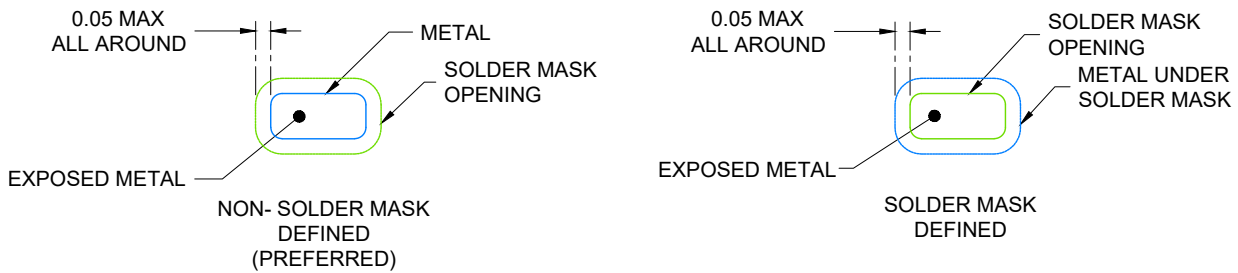 0.05 MAX
ALL AROUND
METAL
SOLDER MASK
OPENING
EXPOSED METAL
NON- SOLDER MASK
DEFINED
(PREFERRED)
0.05 MAX
ALL AROUND
SOLDER MASK
OPENING
METAL UNDER
SOLDER MASK
EXPOSED METAL
SOLDER MASK
DEFINED